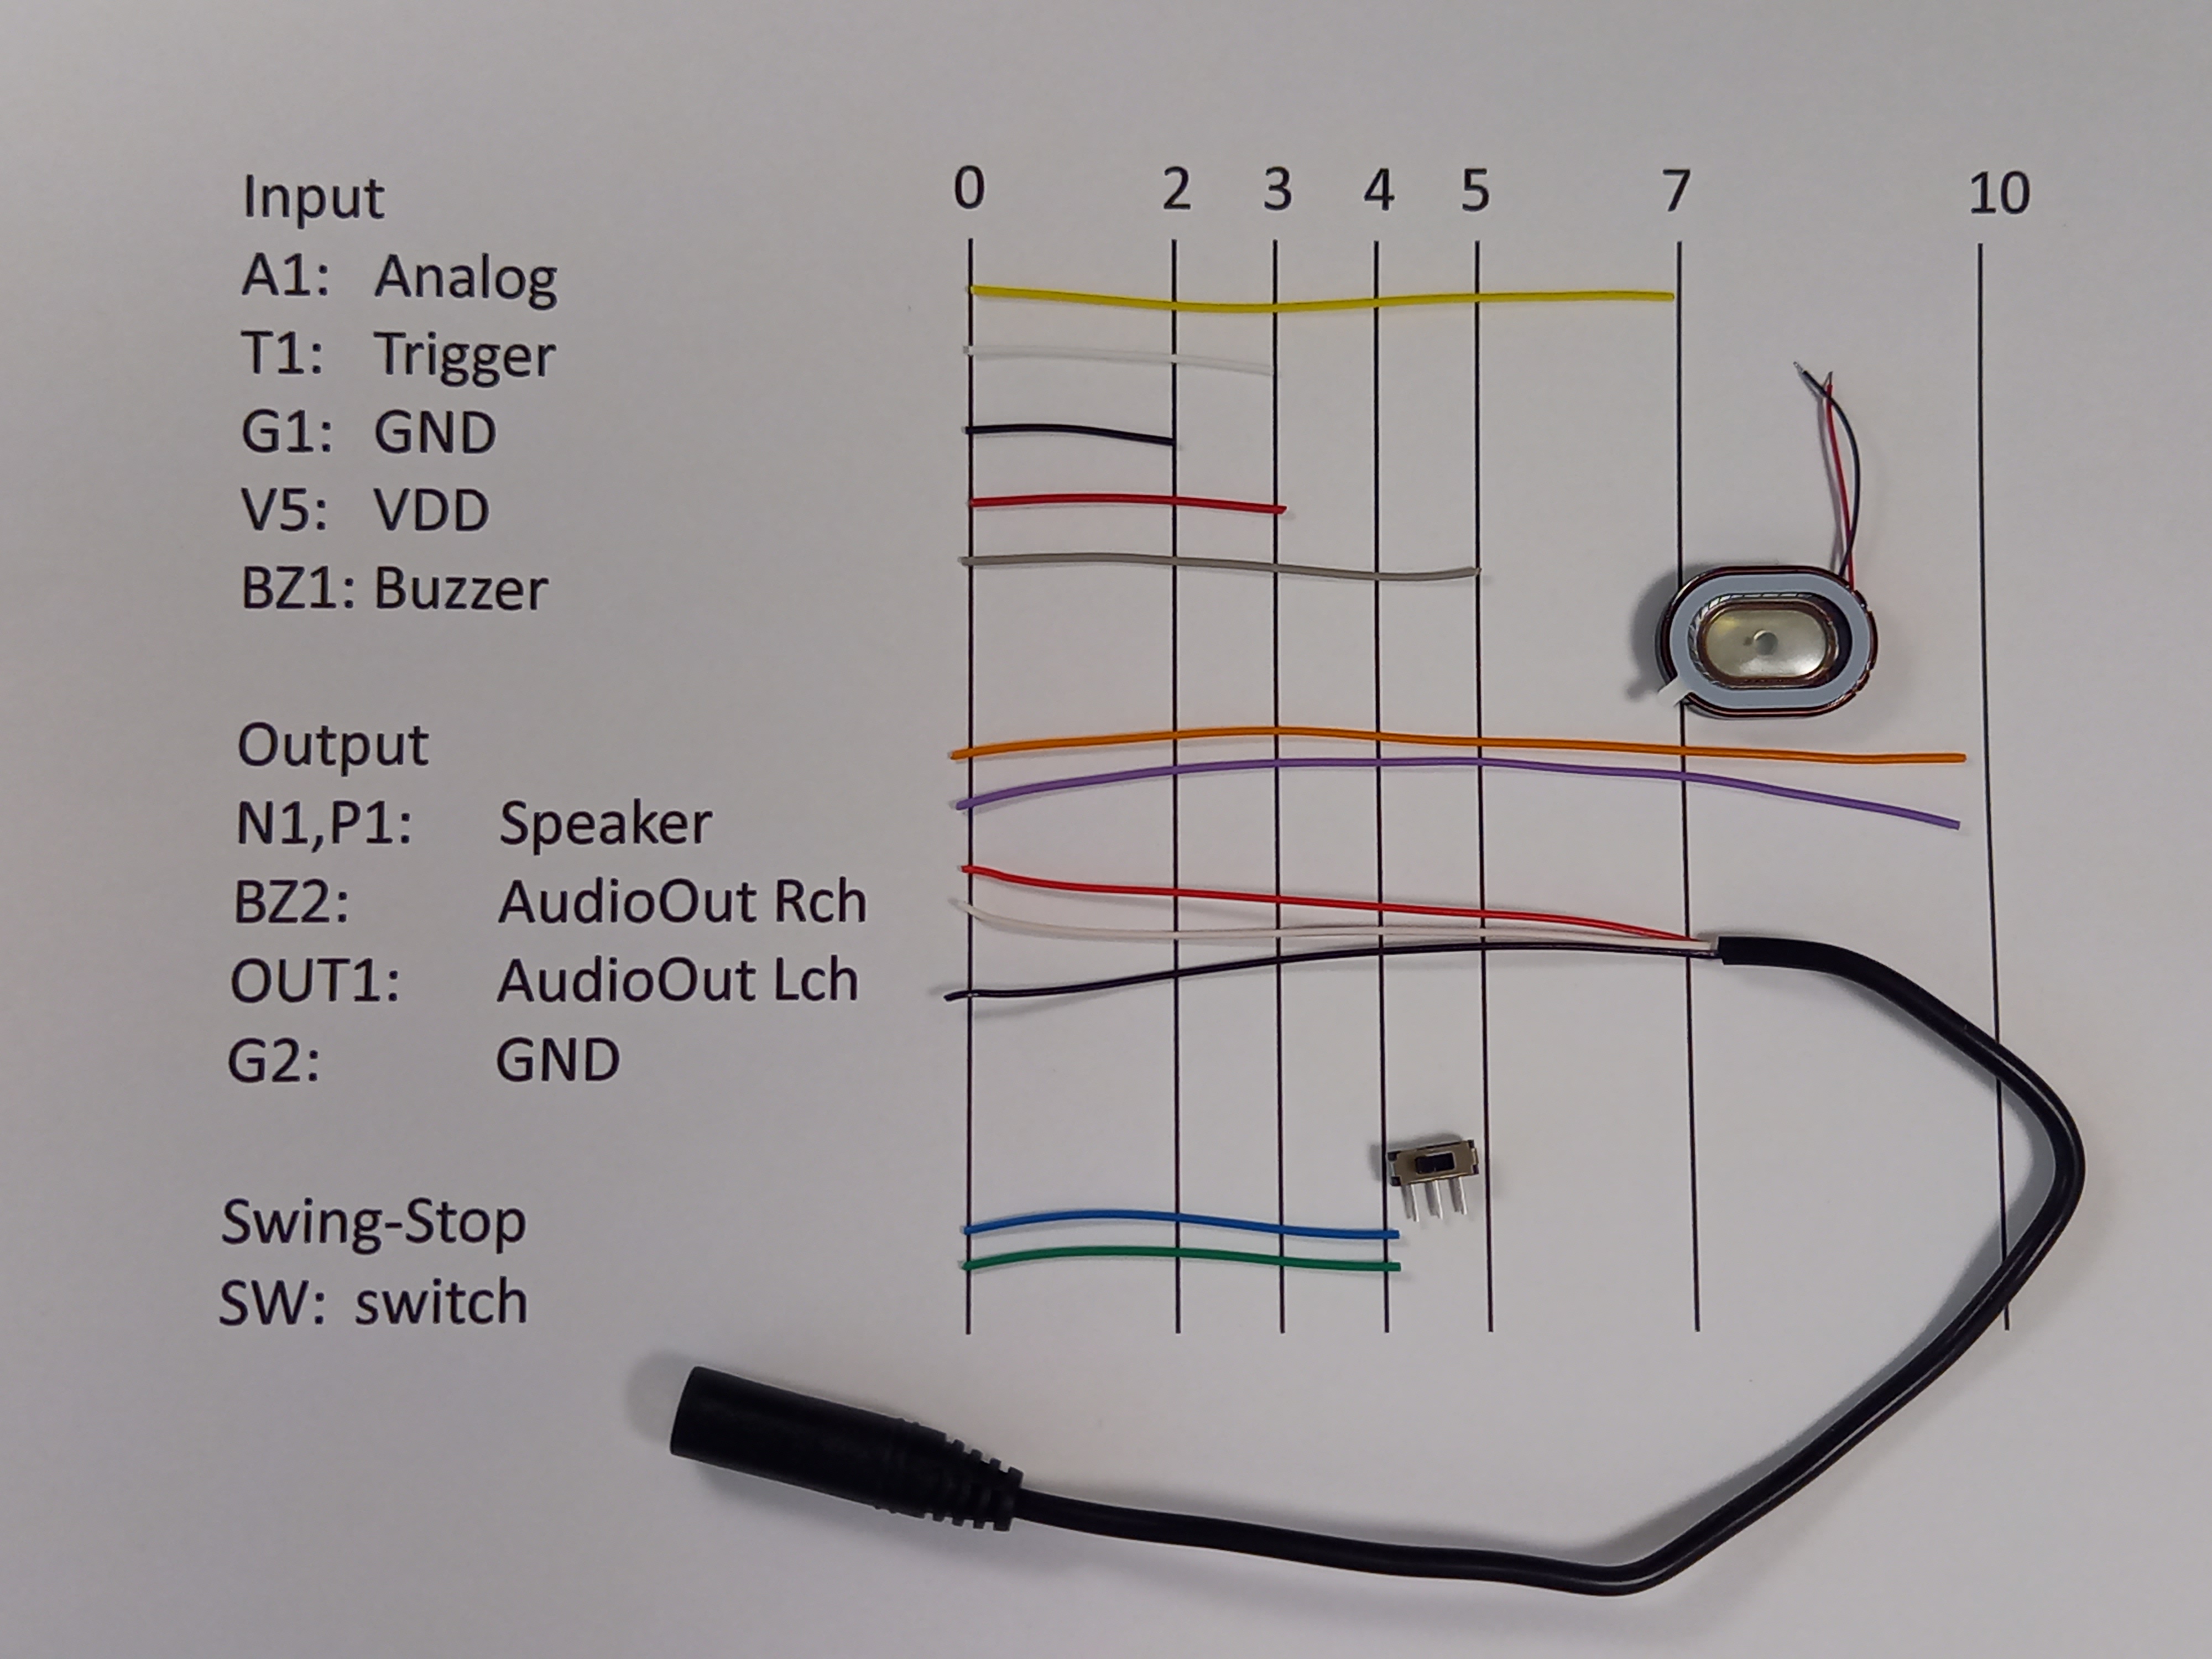 0 2 3 4 5 7 10
Input
A1: Analog
T1: Trigger
G1: GND
V5: VDD
BZ1: Buzzer
Output
N1,P1: Speaker
BZ2: AudioOut Rch
OUT1: AudioOut Lch
G2: GND
Swing-Stop
SW: switch